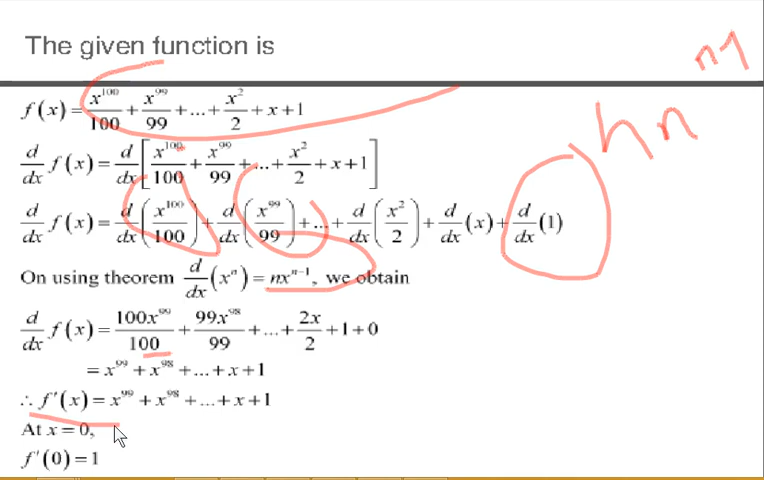 The given function is
f(x) = x^100/100 + x^99/99 + ... + x^2/2 + x + 1
d/dx f(x) = d/dx [x^100/100 + x^99/99 + ... + x^2/2 + x + 1]
d/dx f(x) = d/dx (x^100/100) + d/dx (x^99/99) + ... + d/dx (x^2/2) + d/dx (x) + d/dx (1)
On using theorem d/dx (x^n) = nx^(n-1), we obtain
d/dx f(x) = 100x^99/100 + 99x^98/99 + ... + 2x/2 + 1 + 0
= x^99 + x^98 + ... + x + 1
∴ f'(x) = x^99 + x^98 + ... + x + 1
At x = 0,
f'(0) = 1